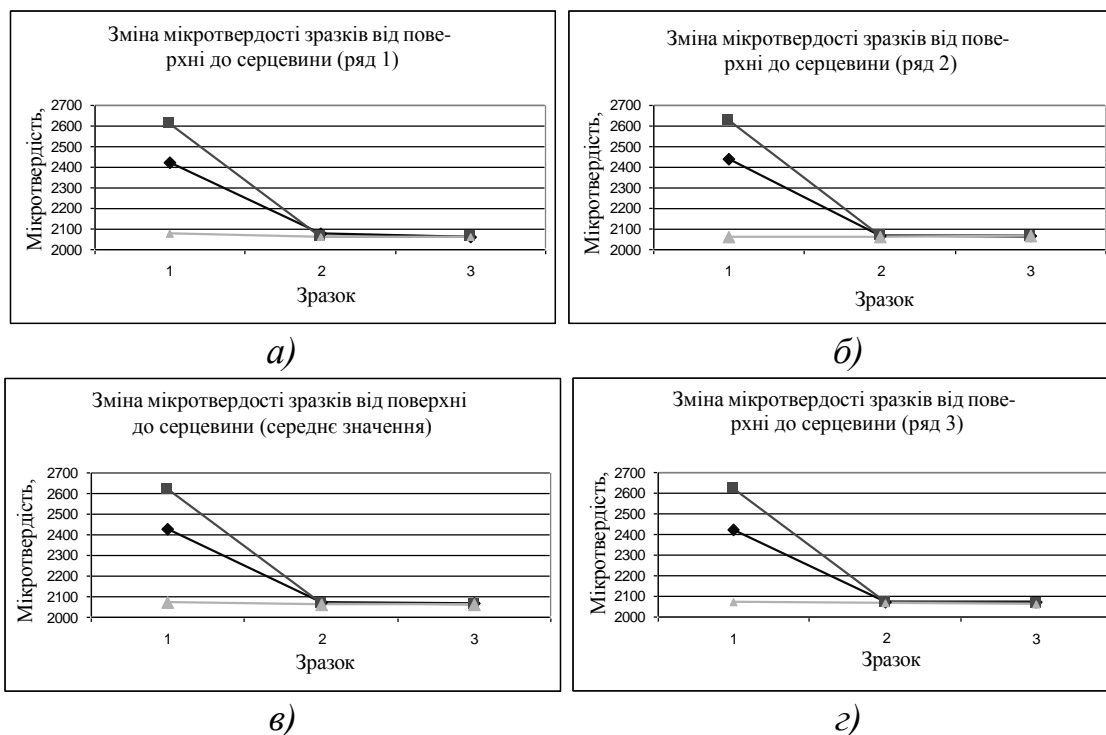 Зміна мікротвердості зразків від пове-
рхні до серцевини (ряд 1)
Мікротвердість,
2700
2600
2500
2400
2300
2200
2100
2000
1
2
3
Зразок
а)
Зміна мікротвердості зразків від пове-
рхні до серцевини (ряд 2)
Мікротвердість,
2700
2600
2500
2400
2300
2200
2100
2000
1
2
3
Зразок
б)
Зміна мікротвердості зразків від поверхні
до серцевини (середнє значення)
Мікротвердість,
2700
2600
2500
2400
2300
2200
2100
2000
1
2
3
Зразок
в)
Зміна мікротвердості зразків від пове-
рхні до серцевини (ряд 3)
Мікротвердість,
2700
2600
2500
2400
2300
2200
2100
2000
1
2
3
Зразок
г)